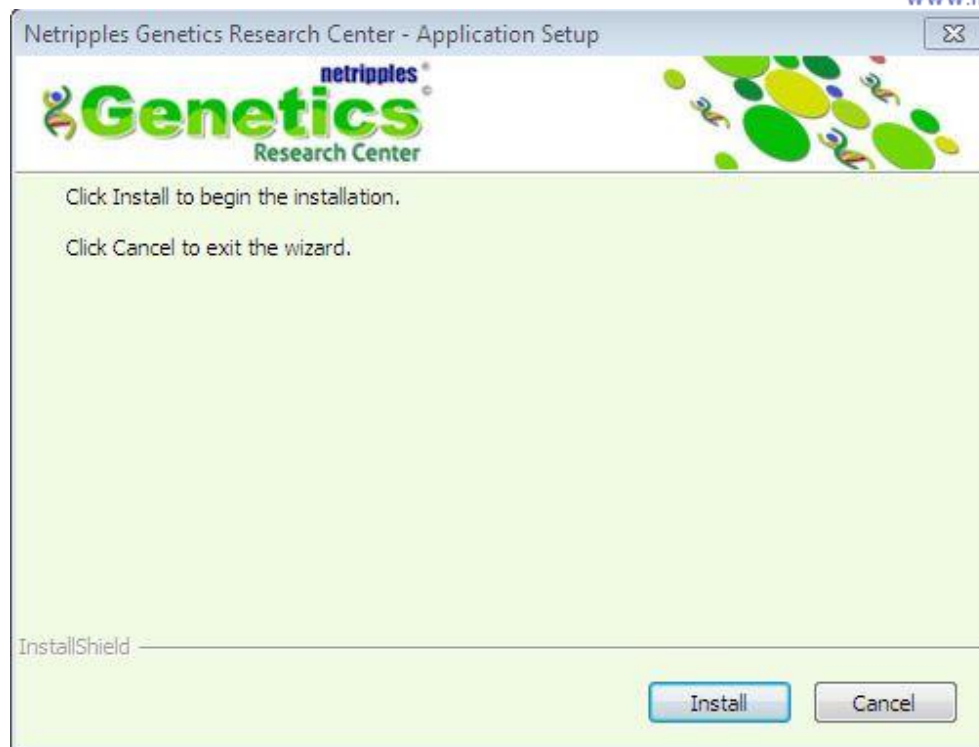 Netripples Genetics Research Center - Application Setup
netripples
Genetics
Research Center
Click Install to begin the installation.
Click Cancel to exit the wizard.
InstallShield
Install
Cancel